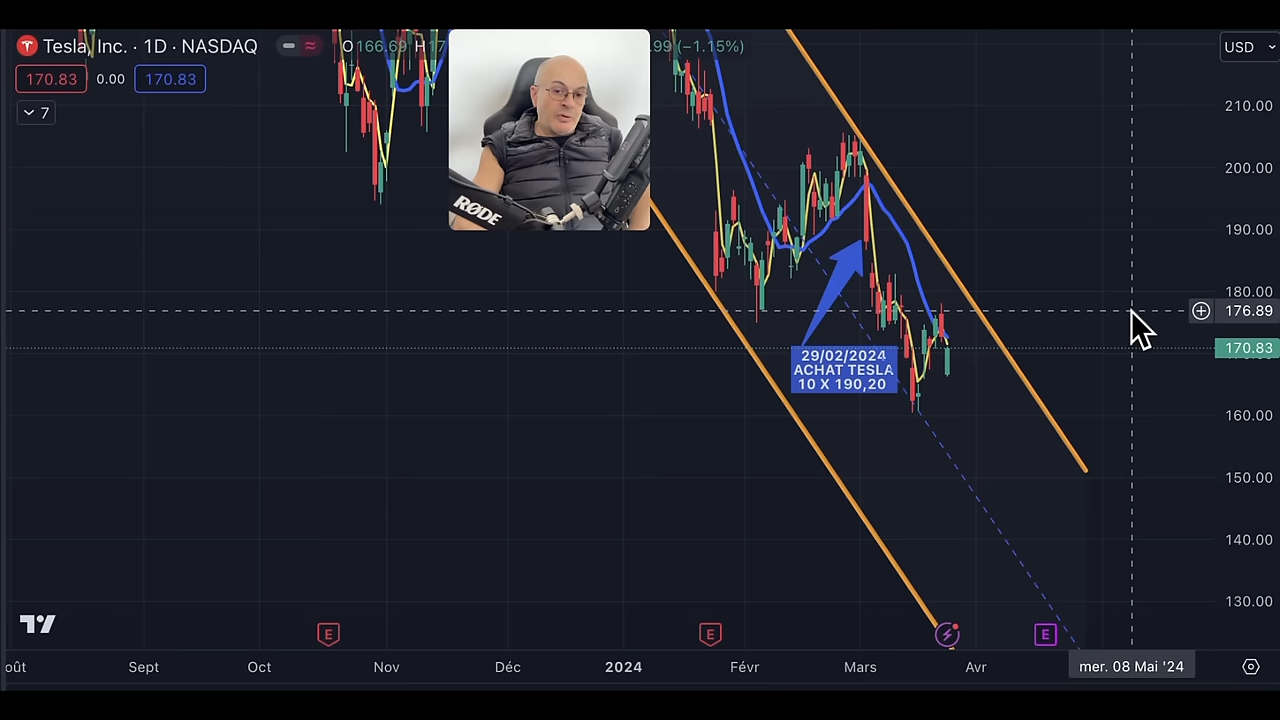 Tesla, Inc. · 1D · NASDAQ
O166.69 H17
.99 (−1.15%)
USD
170.83 0.00 170.83
7
210.00
200.00
190.00
180.00
176.89
170.83
160.00
150.00
140.00
130.00
RØDE
29/02/2024
ACHAT TESLA
10 X 190,20
E
E
E
oût Sept Oct Nov Déc 2024 Févr Mars Avr mer. 08 Mai '24